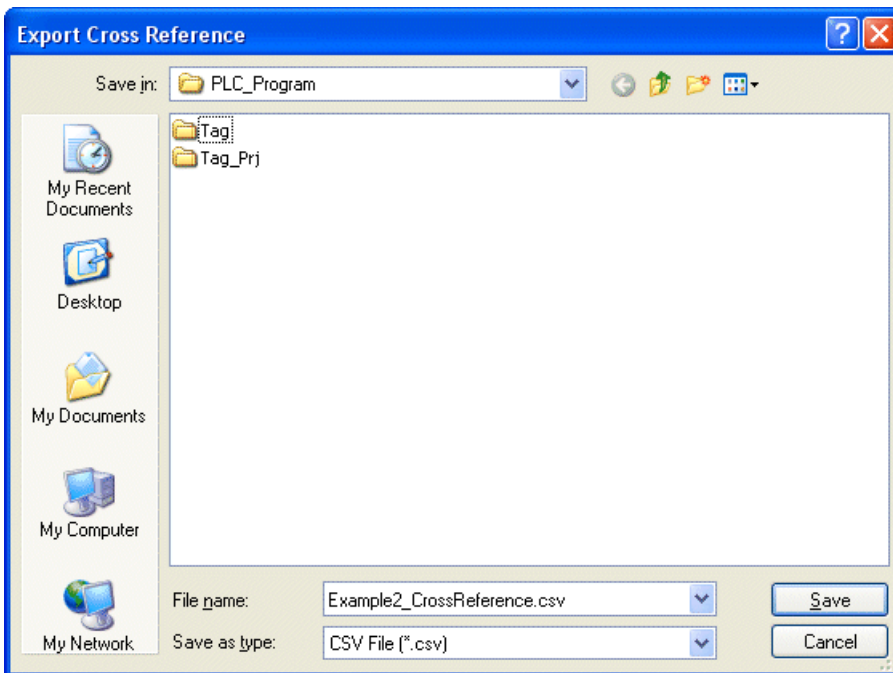 Export Cross Reference
Save in:
PLC_Program
Tag
Tag_Prj
My Recent
Documents
Desktop
My Documents
My Computer
My Network
File name:
Example2_CrossReference.csv
Save
Save as type:
CSV File (*.csv)
Cancel